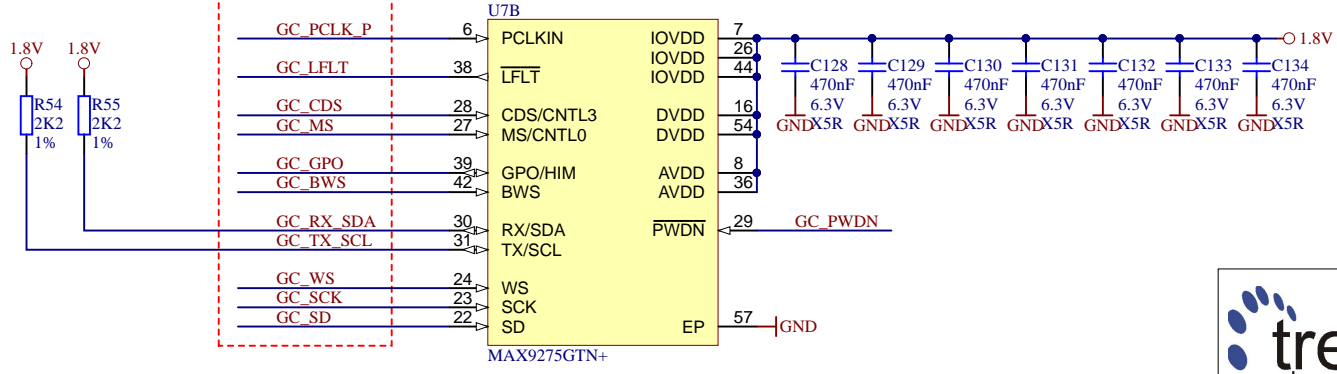 U7B
GC_PCLK_P 6 PCLKIN IOVDD 7 1.8V
IOVDD 26
1.8V 1.8V GC_LFLT 38 LFLT IOVDD 44
C128 C129 C130 C131 C132 C133 C134
470nF 470nF 470nF 470nF 470nF 470nF 470nF
6.3V 6.3V 6.3V 6.3V 6.3V 6.3V 6.3V
X5R X5R X5R X5R X5R X5R X5R
GND GND GND GND GND GND GND
R54 R55
2K2 2K2
1% 1%
GC_CDS 28 CDS/CNTL3 DVDD 16
GC_MS 27 MS/CNTL0 DVDD 54
GC_GPO 39 GPO/HIM AVDD 8
GC_BWS 42 BWS AVDD 36
GC_RX_SDA 30 RX/SDA PWDN 29 GC_PWDN
GC_TX_SCL 31 TX/SCL
GC_WS 24 WS
GC_SCK 23 SCK
GC_SD 22 SD EP 57 GND
MAX9275GTN+
tre